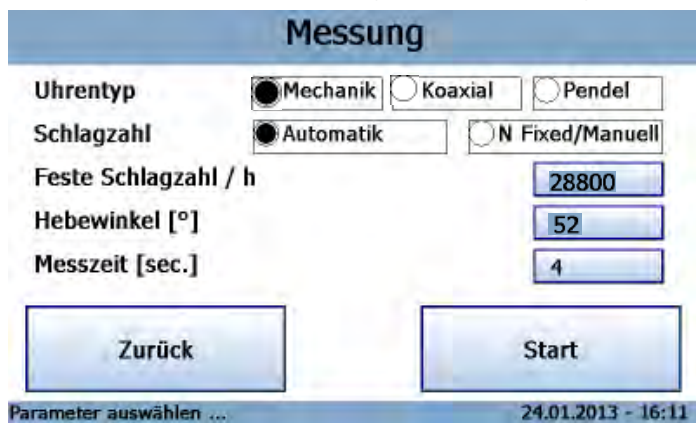 Messung
Uhrentyp Mechanik Koaxial Pendel
Schlagzahl Automatik N Fixed/Manuell
Feste Schlagzahl / h 28800
Hebewinkel [°] 52
Messzeit [sec.] 4
Zurück Start
Parameter auswählen ... 24.01.2013 - 16:11